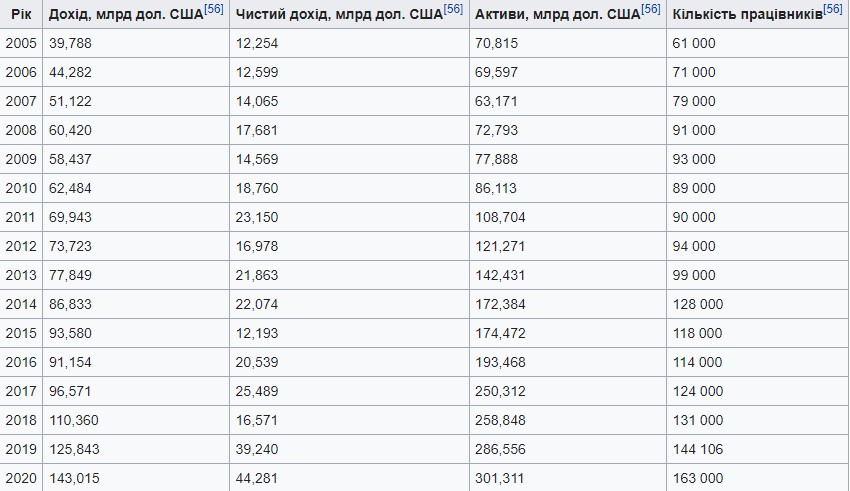 Рік Дохід, млрд дол. США[56] Чистий дохід, млрд дол. США[56] Активи, млрд дол. США[56] Кількість працівників[56]
2005 39,788 12,254 70,815 61 000
2006 44,282 12,599 69,597 71 000
2007 51,122 14,065 63,171 79 000
2008 60,420 17,681 72,793 91 000
2009 58,437 14,569 77,888 93 000
2010 62,484 18,760 86,113 89 000
2011 69,943 23,150 108,704 90 000
2012 73,723 16,978 121,271 94 000
2013 77,849 21,863 142,431 99 000
2014 86,833 22,074 172,384 128 000
2015 93,580 12,193 174,472 118 000
2016 91,154 20,539 193,468 114 000
2017 96,571 25,489 250,312 124 000
2018 110,360 16,571 258,848 131 000
2019 125,843 39,240 286,556 144 106
2020 143,015 44,281 301,311 163 000